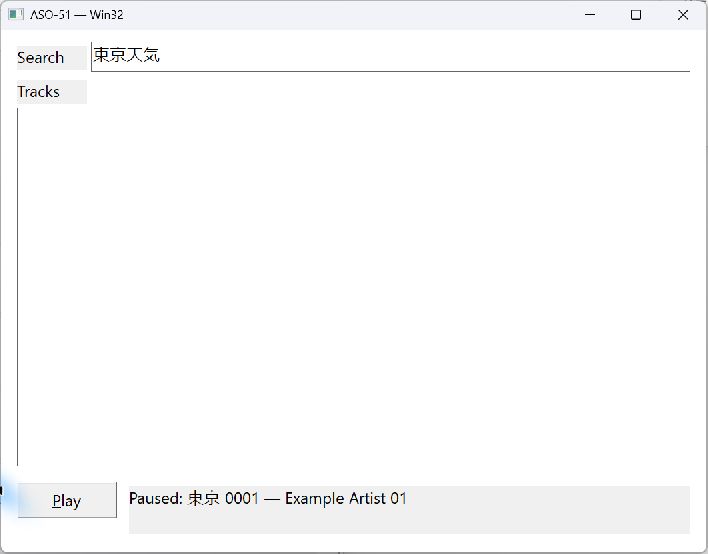 ASO-51 — Win32
Search
東京天気
Tracks
Play
Paused: 東京 0001 — Example Artist 01